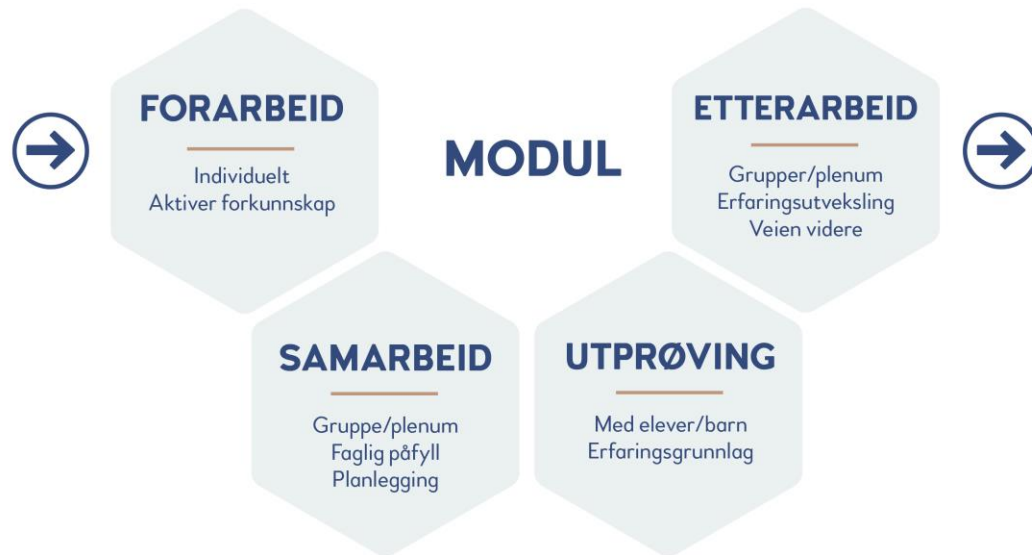 FORARBEID
Individuelt
Aktiver forkunnskap
MODUL
ETTERARBEID
Grupper/plenum
Erfaringsutveksling
Veien videre
SAMARBEID
Gruppe/plenum
Faglig påfyll
Planlegging
UTPRØVING
Med elever/barn
Erfaringsgrunnlag